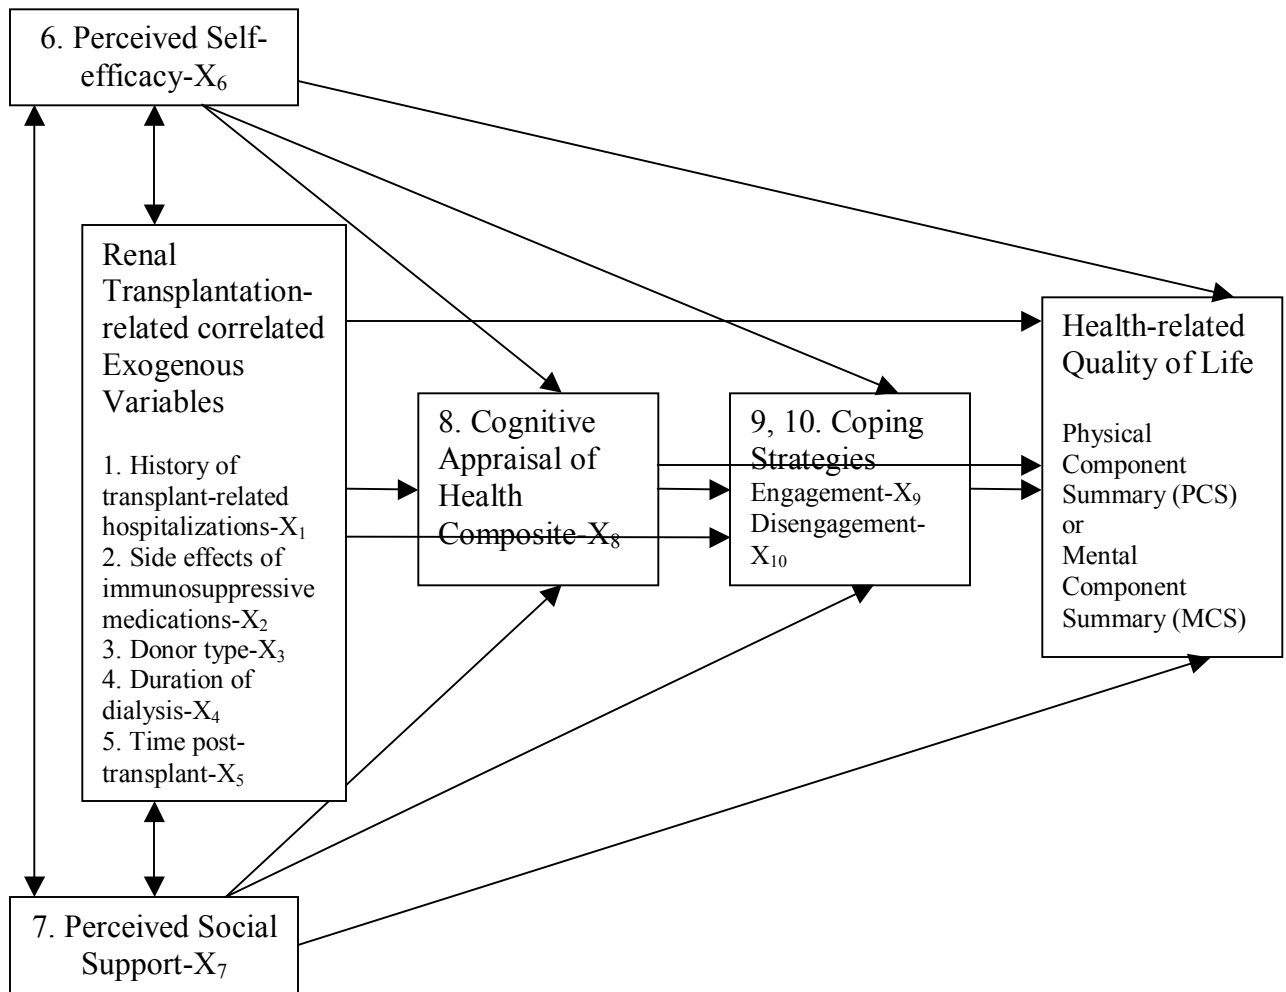 6. Perceived Self-
efficacy-X₆
Renal
Transplantation-
related correlated
Exogenous
Variables
1. History of
transplant-related
hospitalizations-X₁
2. Side effects of
immunosuppressive
medications-X₂
3. Donor type-X₃
4. Duration of
dialysis-X₄
5. Time post-
transplant-X₅
7. Perceived Social
Support-X₇
8. Cognitive
Appraisal of
Health
Composite-X₈
9, 10. Coping
Strategies
Engagement-X₉
Disengagement-
X₁₀
Health-related
Quality of Life
Physical
Component
Summary (PCS)
or
Mental
Component
Summary (MCS)